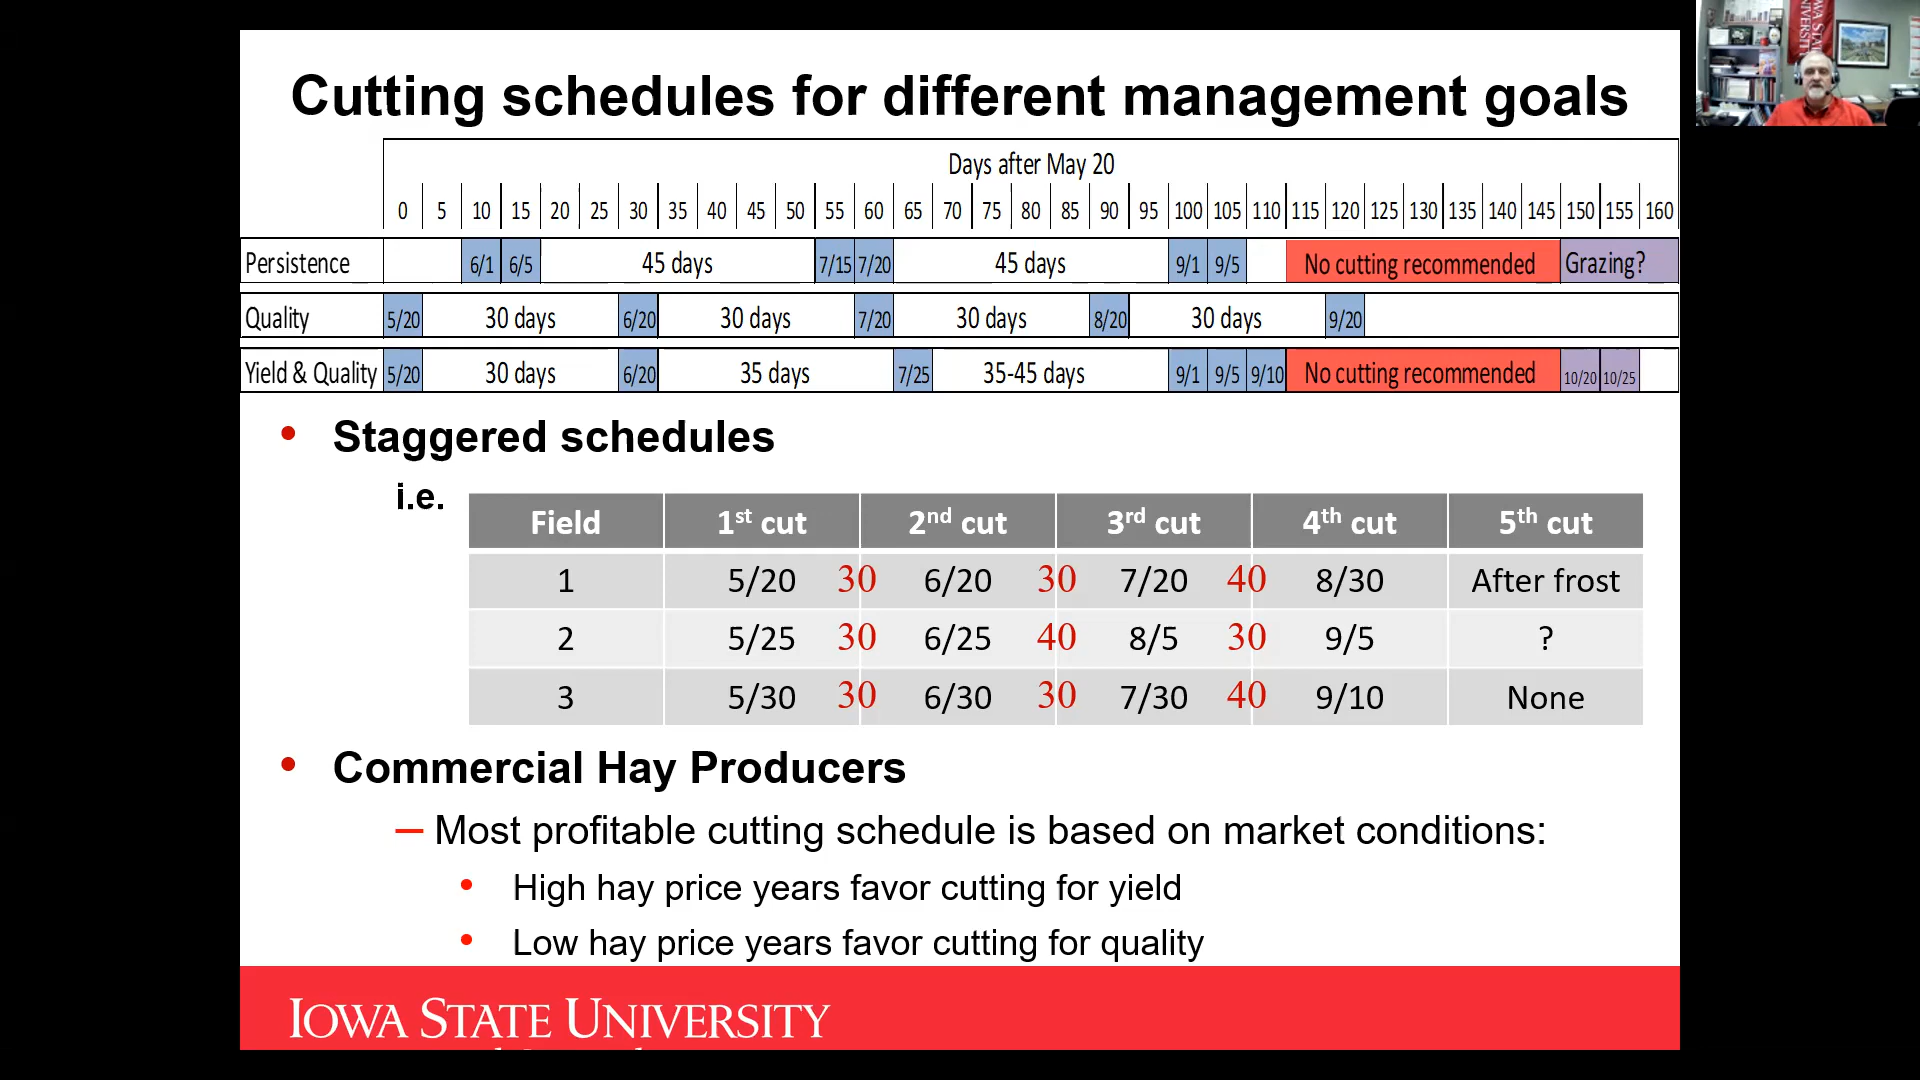 Cutting schedules for different management goals
Days after May 20
0 5 10 15 20 25 30 35 40 45 50 55 60 65 70 75 80 85 90 95 100 105 110 115 120 125 130 135 140 145 150 155 160
Persistence 6/1 6/5 45 days 7/15 7/20 45 days 9/1 9/5 No cutting recommended Grazing?
Quality 5/20 30 days 6/20 30 days 7/20 30 days 8/20 30 days 9/20
Yield & Quality 5/20 30 days 6/20 35 days 7/25 35-45 days 9/1 9/5 9/10 No cutting recommended 10/20 10/25
• Staggered schedules
i.e.
Field 1st cut 2nd cut 3rd cut 4th cut 5th cut
1 5/20 30 6/20 30 7/20 40 8/30 After frost
2 5/25 30 6/25 40 8/5 30 9/5 ?
3 5/30 30 6/30 30 7/30 40 9/10 None
• Commercial Hay Producers
– Most profitable cutting schedule is based on market conditions:
• High hay price years favor cutting for yield
• Low hay price years favor cutting for quality
IOWA STATE UNIVERSITY